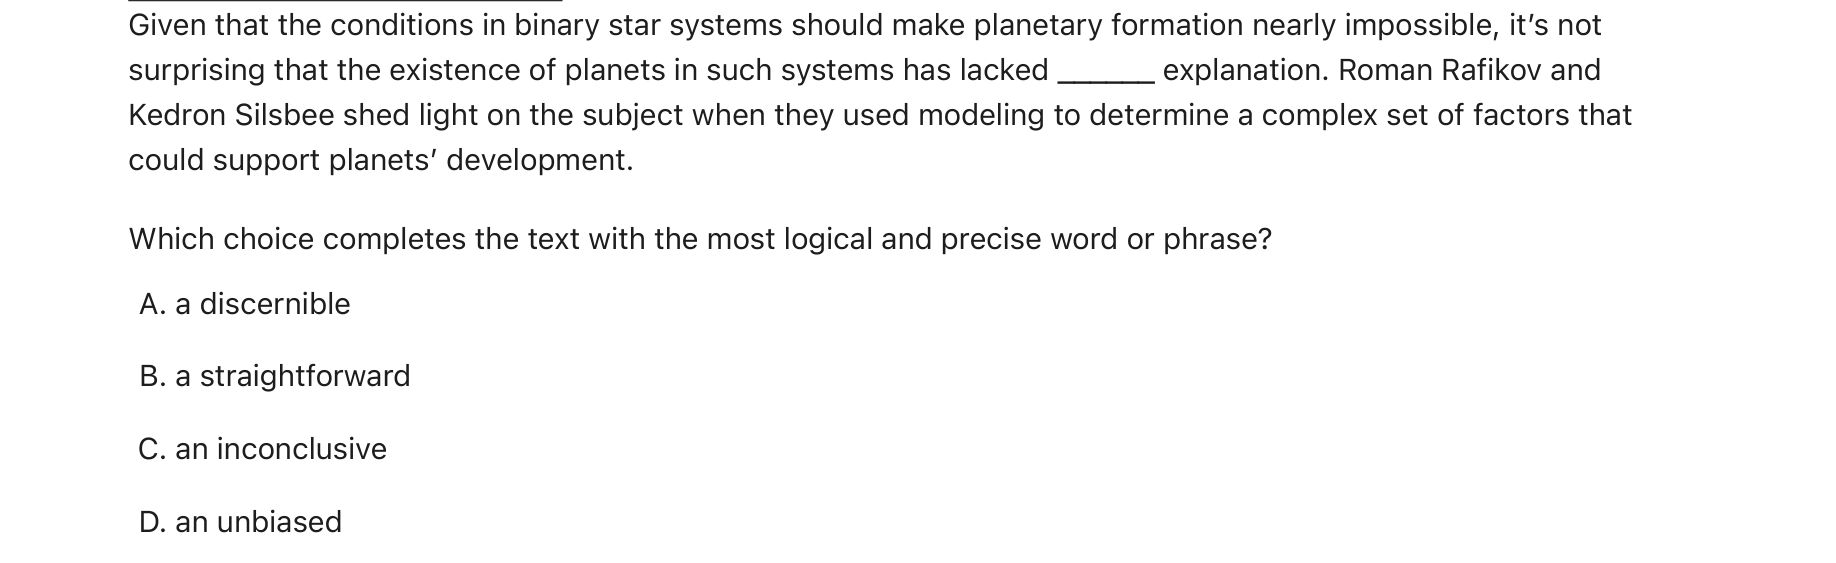 Given that the conditions in binary star systems should make planetary formation nearly impossible, it’s not
surprising that the existence of planets in such systems has lacked ______ explanation. Roman Rafikov and
Kedron Silsbee shed light on the subject when they used modeling to determine a complex set of factors that
could support planets’ development.
Which choice completes the text with the most logical and precise word or phrase?
A. a discernible
B. a straightforward
C. an inconclusive
D. an unbiased